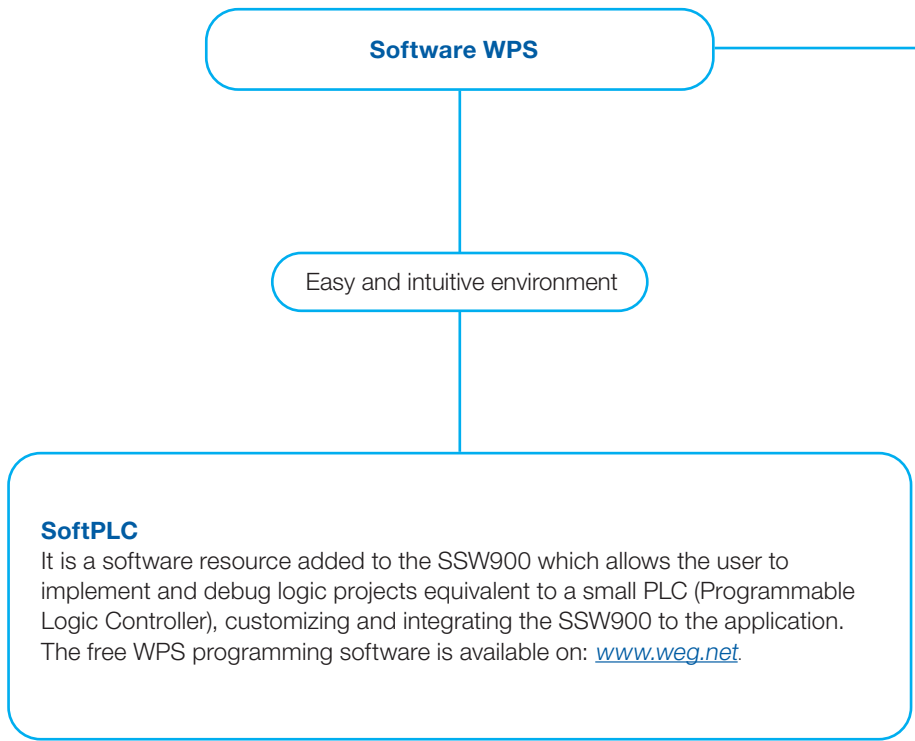 Software WPS
Easy and intuitive environment
SoftPLC
It is a software resource added to the SSW900 which allows the user to
implement and debug logic projects equivalent to a small PLC (Programmable
Logic Controller), customizing and integrating the SSW900 to the application.
The free WPS programming software is available on: www.weg.net.